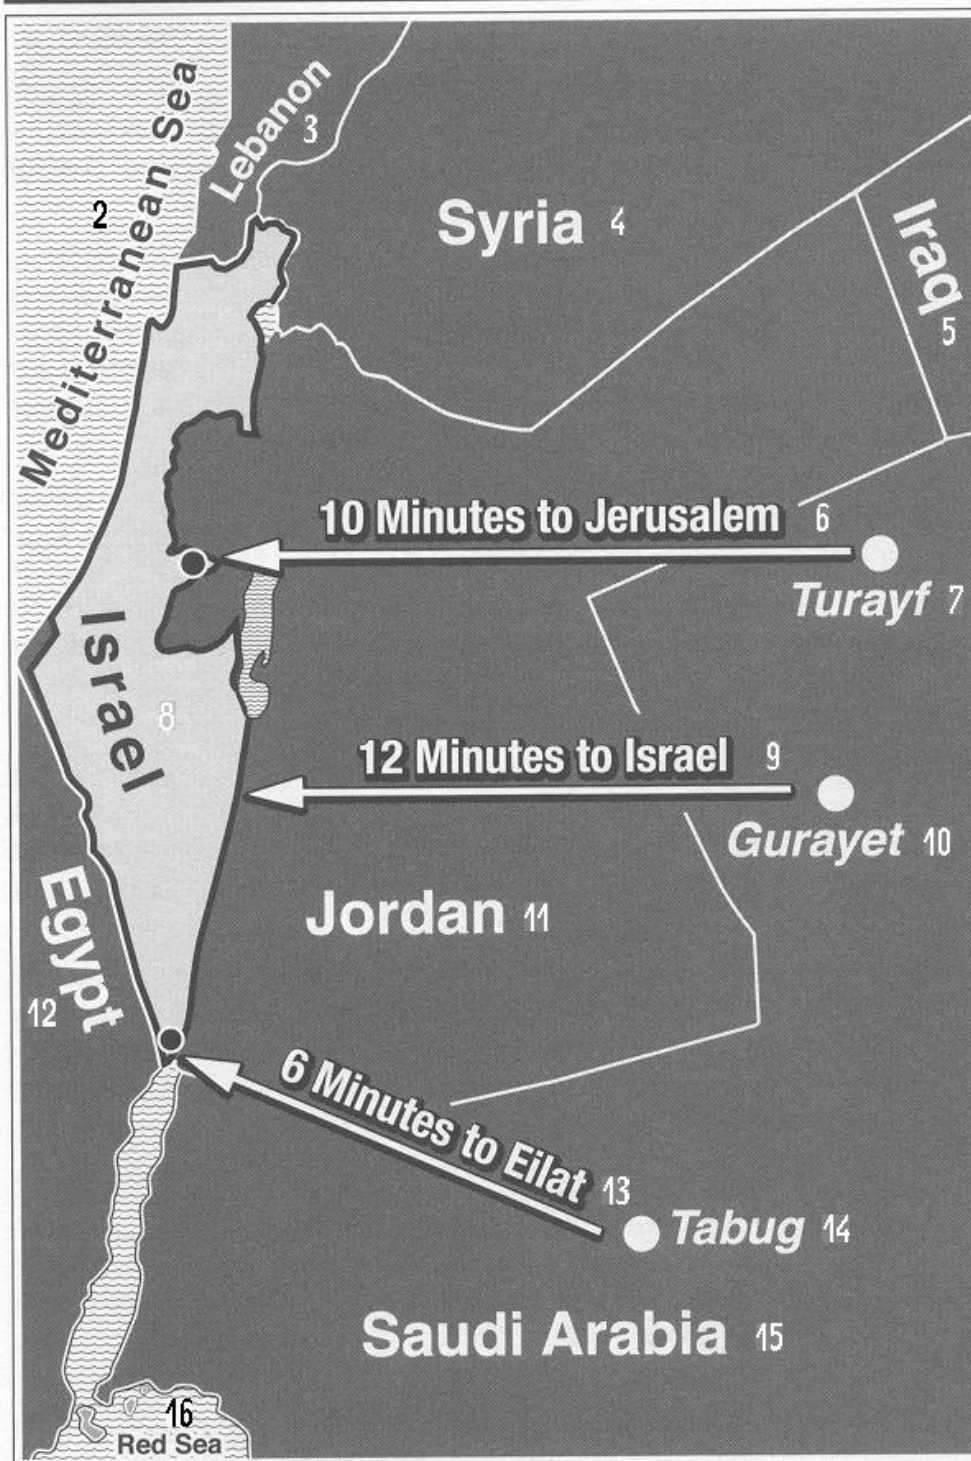 Mediterranean Sea
2
Lebanon
3
Syria 4
Iraq
5
10 Minutes to Jerusalem 6
Turayf 7
Israel
8
12 Minutes to Israel 9
Gurayet 10
Jordan 11
Egypt
12
6 Minutes to Eilat 13
Tabug 14
Saudi Arabia 15
16
Red Sea